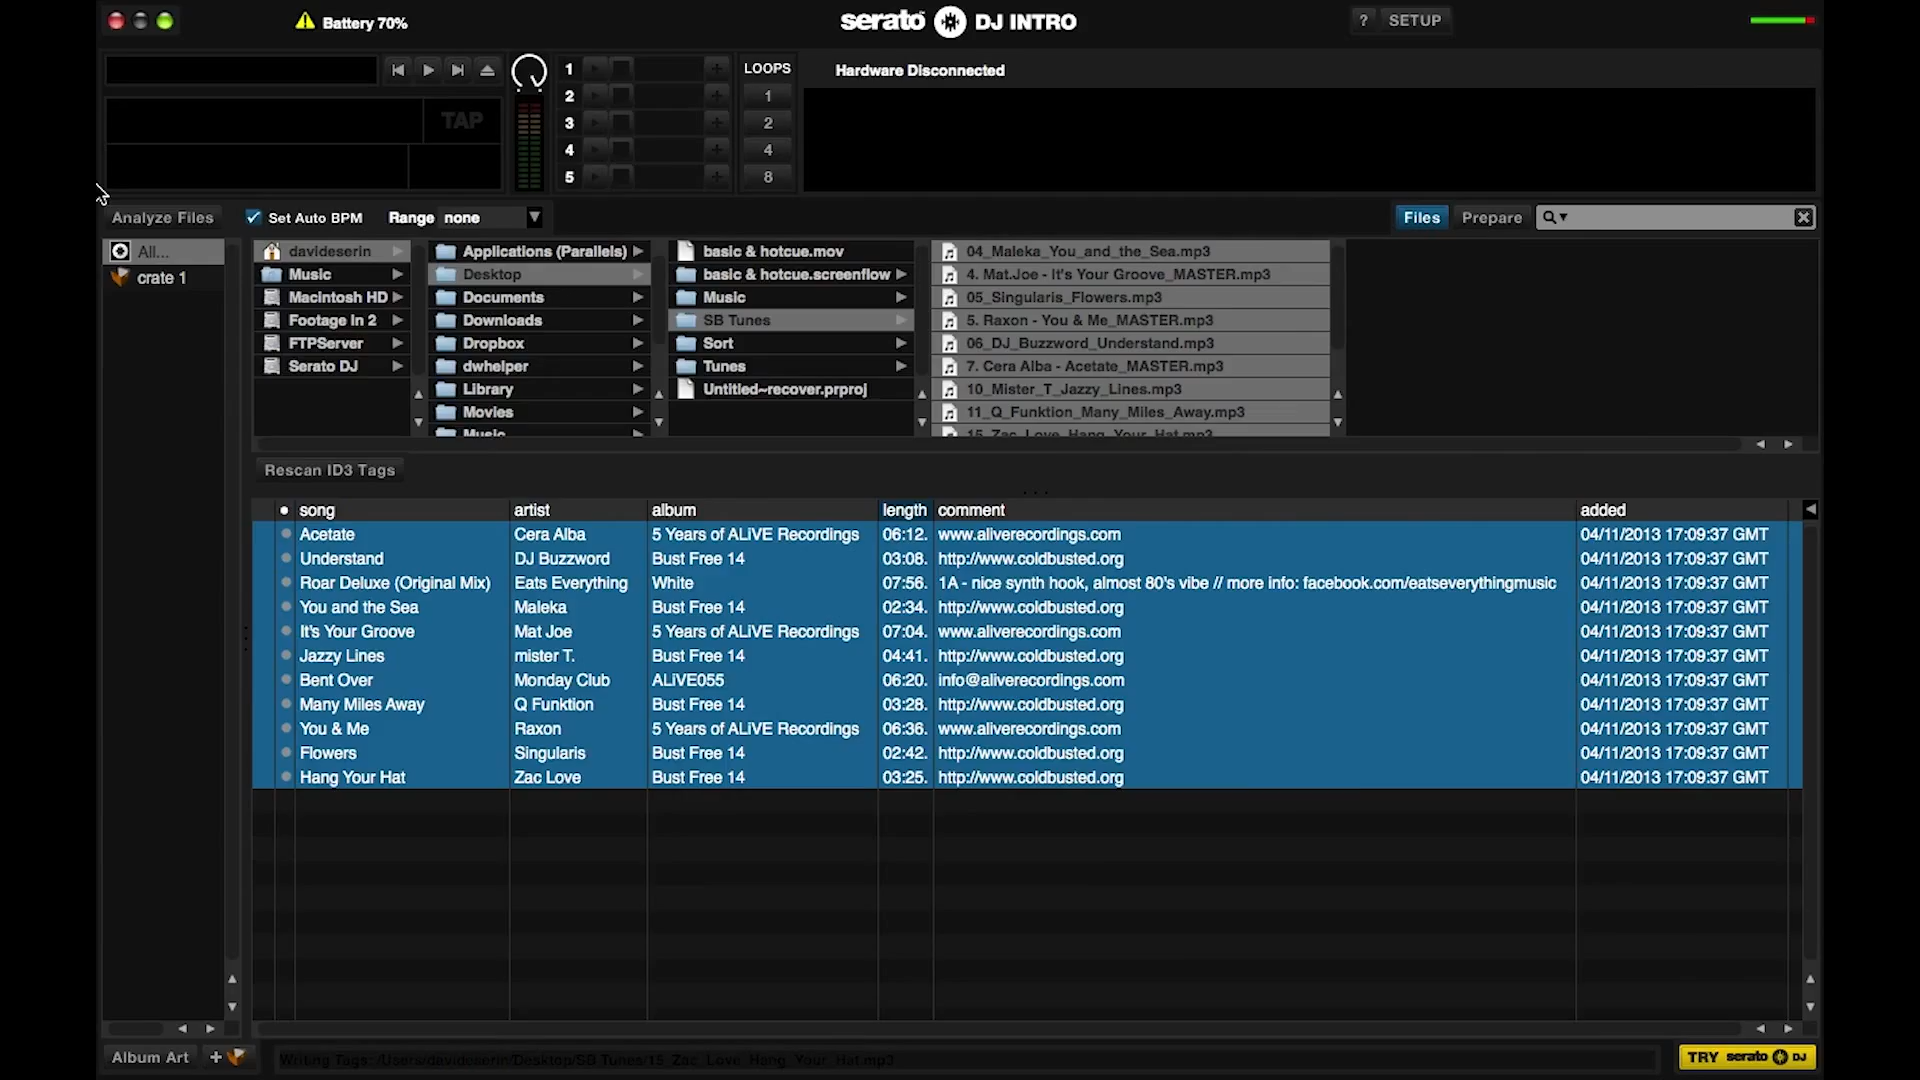 Battery 70%
serato DJ INTRO
? SETUP
TAP
1
2
3
4
5
LOOPS
1
2
4
8
Hardware Disconnected
Analyze Files
Set Auto BPM
Range none
Files
Prepare
All...
crate 1
davideserin
Music
Macintosh HD
Footage In 2
FTPServer
Serato DJ
Applications (Parallels)
Desktop
Documents
Downloads
Dropbox
dwhelper
Library
Movies
Music
basic & hotcue.mov
basic & hotcue.screenflow
Music
SB Tunes
Sort
Tunes
Untitled~recover.prproj
04_Maleka_You_and_the_Sea.mp3
4. Mat.Joe - It's Your Groove_MASTER.mp3
05_Singularis_Flowers.mp3
5. Raxon - You & Me_MASTER.mp3
06_DJ_Buzzword_Understand.mp3
7. Cera Alba - Acetate_MASTER.mp3
10_Mister_T_Jazzy_Lines.mp3
11_Q_Funktion_Many_Miles_Away.mp3
15_Zac_Love_Hang_Your_Hat.mp3
Rescan ID3 Tags
song artist album length comment added
Acetate Cera Alba 5 Years of ALiVE Recordings 06:12. www.aliverecordings.com 04/11/2013 17:09:37 GMT
Understand DJ Buzzword Bust Free 14 03:08. http://www.coldbusted.org 04/11/2013 17:09:37 GMT
Roar Deluxe (Original Mix) Eats Everything White 07:56. 1A - nice synth hook, almost 80's vibe // more info: facebook.com/eatseverythingmusic 04/11/2013 17:09:37 GMT
You and the Sea Maleka Bust Free 14 02:34. http://www.coldbusted.org 04/11/2013 17:09:37 GMT
It's Your Groove Mat Joe 5 Years of ALiVE Recordings 07:04. www.aliverecordings.com 04/11/2013 17:09:37 GMT
Jazzy Lines mister T. Bust Free 14 04:41. http://www.coldbusted.org 04/11/2013 17:09:37 GMT
Bent Over Monday Club ALiVE055 06:20. info@aliverecordings.com 04/11/2013 17:09:37 GMT
Many Miles Away Q Funktion Bust Free 14 03:28. http://www.coldbusted.org 04/11/2013 17:09:37 GMT
You & Me Raxon 5 Years of ALiVE Recordings 06:36. www.aliverecordings.com 04/11/2013 17:09:37 GMT
Flowers Singularis Bust Free 14 02:42. http://www.coldbusted.org 04/11/2013 17:09:37 GMT
Hang Your Hat Zac Love Bust Free 14 03:25. http://www.coldbusted.org 04/11/2013 17:09:37 GMT
Album Art
Writing Tags: /Users/davideserin/Desktop/SB Tunes/15_Zac_Love_Hang_Your_Hat.mp3
TRY serato DJ